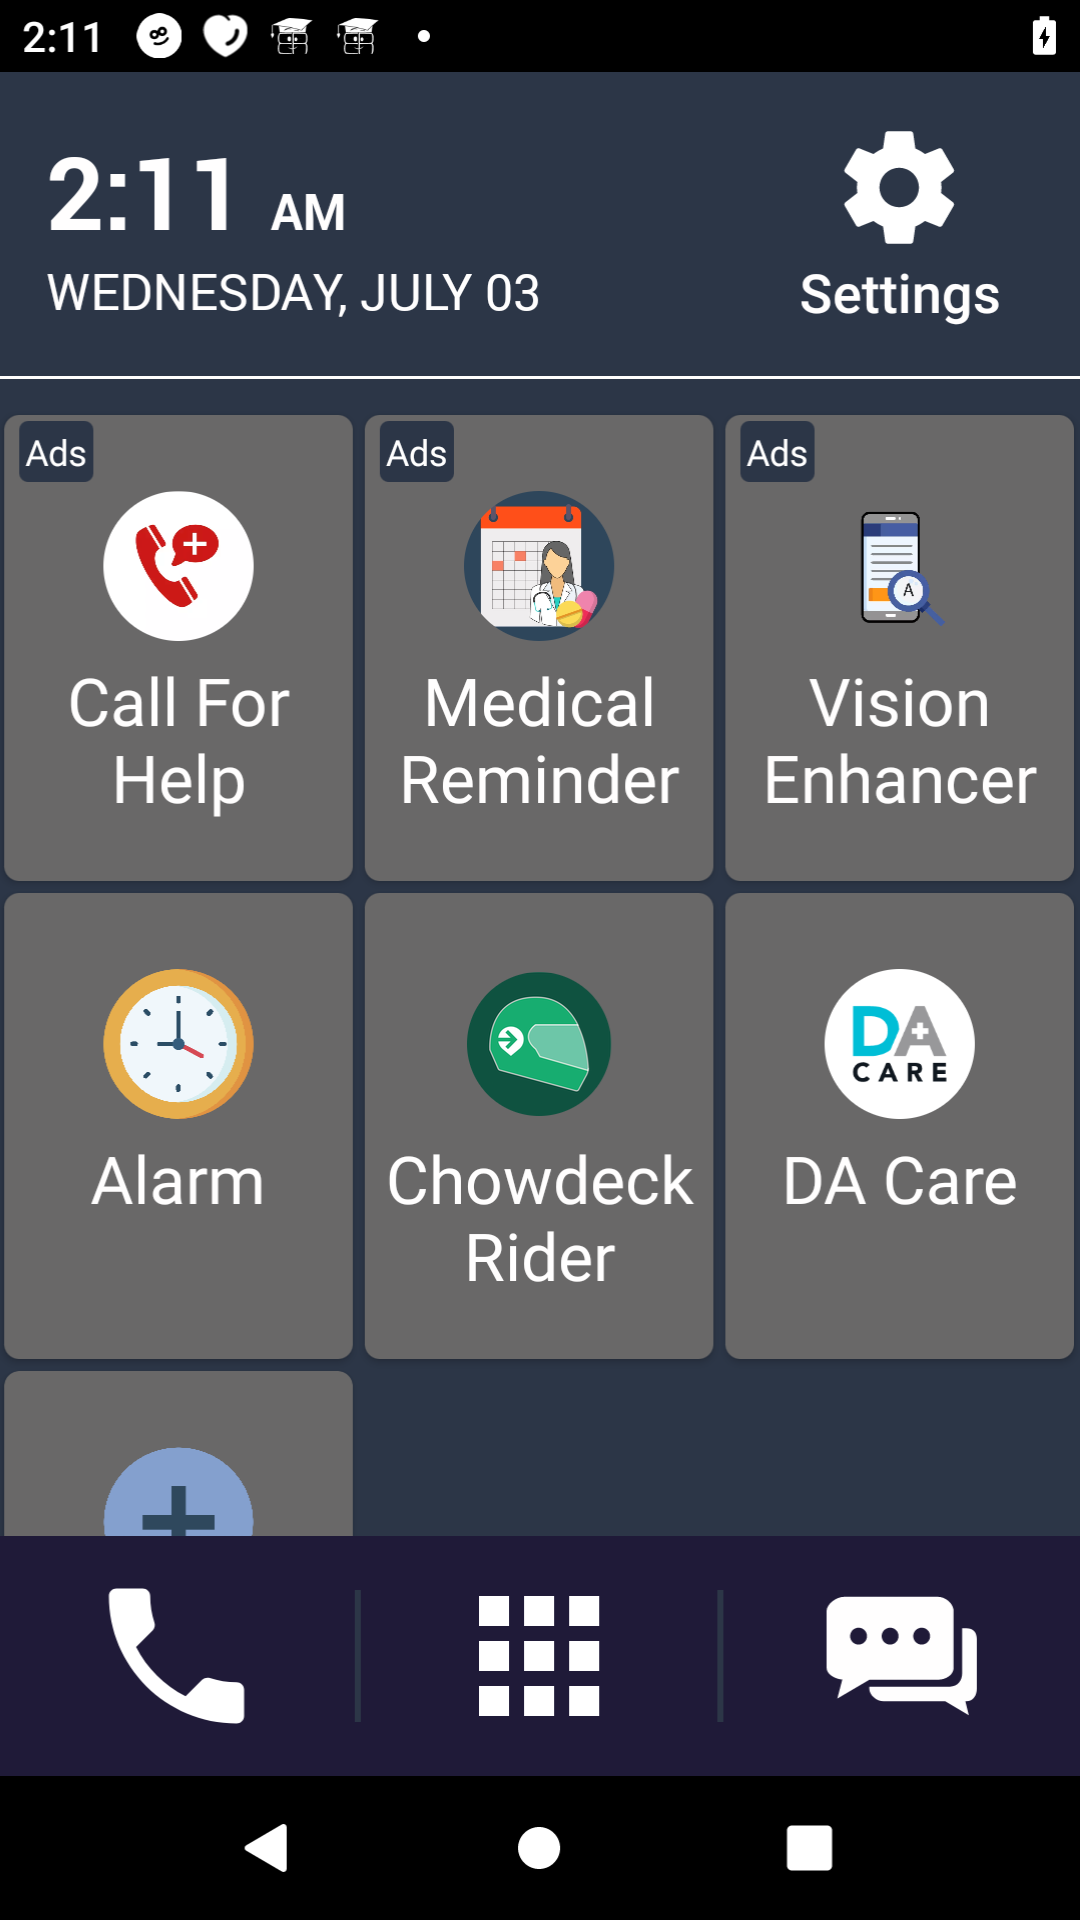 2:11
2:11 AM
WEDNESDAY, JULY 03
Settings
Ads
Call For
Help
Ads
Medical
Reminder
Ads
A
Vision
Enhancer
Alarm
Chowdeck
Rider
DA
CARE
DA Care